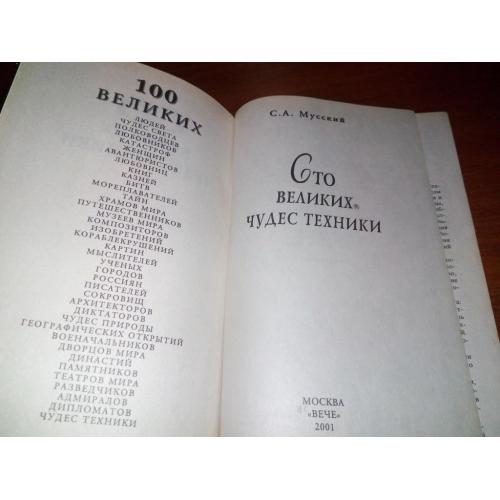 100
ВЕЛИКИХ
ЛЮДЕЙ
ЧУДЕС СВЕТА
ПОЛКОВОДЦЕВ
ЛЮБОВНИКОВ
КАТАСТРОФ
ЖЕНЩИН
АВАНТЮРИСТОВ
ЛЮБОВНИЦ
КНИГ
КАЗНЕЙ
БИТВ
МОРЕПЛАВАТЕЛЕЙ
ТАЙН
ХРАМОВ МИРА
ПУТЕШЕСТВЕННИКОВ
МУЗЕЕВ МИРА
КОМПОЗИТОРОВ
ИЗОБРЕТЕНИЙ
КОРАБЛЕКРУШЕНИЙ
КАРТИН
МЫСЛИТЕЛЕЙ
УЧЕНЫХ
ГОРОДОВ
РОССИЯН
ПИСАТЕЛЕЙ
СОКРОВИЩ
АРХИТЕКТОРОВ
ДИКТАТОРОВ
ЧУДЕС ПРИРОДЫ
ГЕОГРАФИЧЕСКИХ ОТКРЫТИЙ
ВОЕНАЧАЛЬНИКОВ
ДВОРЦОВ МИРА
ДИНАСТИЙ
ПАМЯТНИКОВ
ТЕАТРОВ МИРА
РАЗВЕДЧИКОВ
АДМИРАЛОВ
ДИПЛОМАТОВ
ЧУДЕС ТЕХНИКИ
С.А. Мусский
Сто
ВЕЛИКИХ®
ЧУДЕС ТЕХНИКИ
МОСКВА
«ВЕЧЕ»
2001